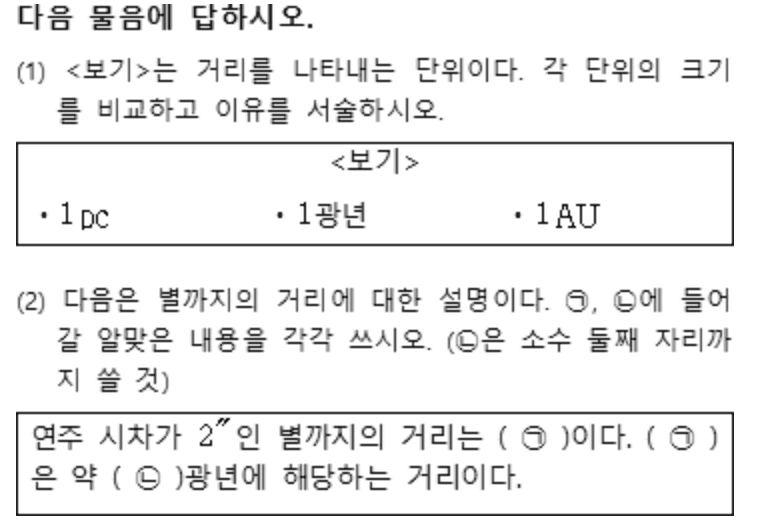 다음 물음에 답하시오.
(1) <보기>는 거리를 나타내는 단위이다. 각 단위의 크기
를 비교하고 이유를 서술하시오.
<보기>
· 1pc · 1광년 · 1AU
(2) 다음은 별까지의 거리에 대한 설명이다. ㉠, ㉡에 들어
갈 알맞은 내용을 각각 쓰시오. (㉡은 소수 둘째 자리까
지 쓸 것)
연주 시차가 2″인 별까지의 거리는 ( ㉠ )이다. ( ㉠ )
은 약 ( ㉡ )광년에 해당하는 거리이다.